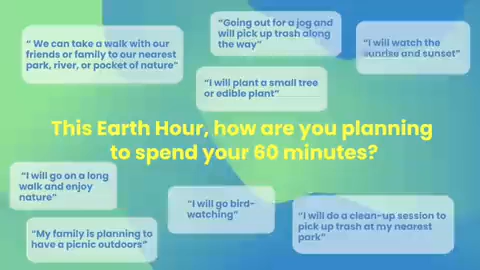 “ We can take a walk with our
friends or family to our nearest
park, river, or pocket of nature”
“Going out for a jog and
will pick up trash along
the way”
“I will watch the
sunrise and sunset”
“I will plant a small tree
or edible plant”
This Earth Hour, how are you planning
to spend your 60 minutes?
“I will go on a long
walk and enjoy
nature”
“I will go bird-
watching”
“I will do a clean-up session to
pick up trash at my nearest
park”
“My family is planning to
have a picnic outdoors”